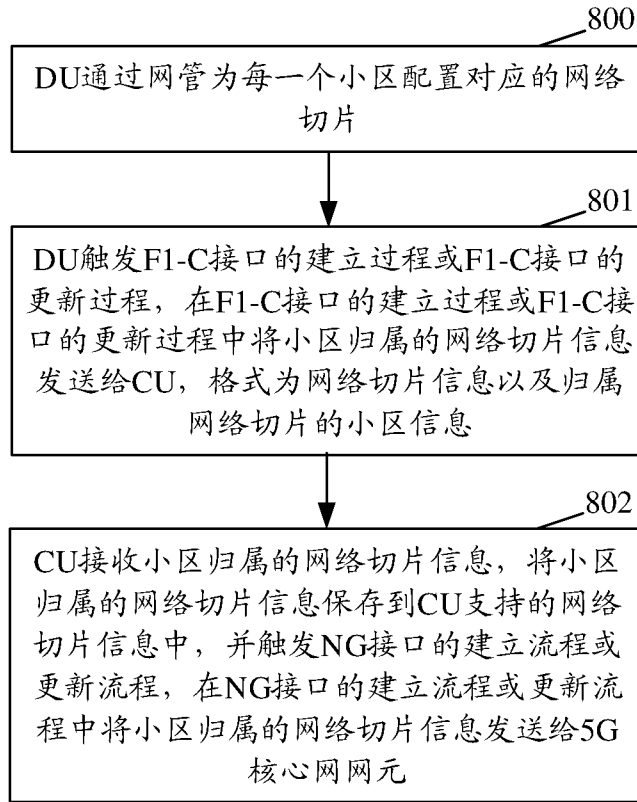 800
DU通过网管为每一个小区配置对应的网络
切片
801
DU触发F1-C接口的建立过程或F1-C接口的
更新过程，在F1-C接口的建立过程或F1-C接
口的更新过程中将小区归属的网络切片信息
发送给CU，格式为网络切片信息以及归属
网络切片的小区信息
802
CU接收小区归属的网络切片信息，将小区
归属的网络切片信息保存到CU支持的网络
切片信息中，并触发NG接口的建立流程或
更新流程，在NG接口的建立流程或更新流
程中将小区归属的网络切片信息发送给5G
核心网网元